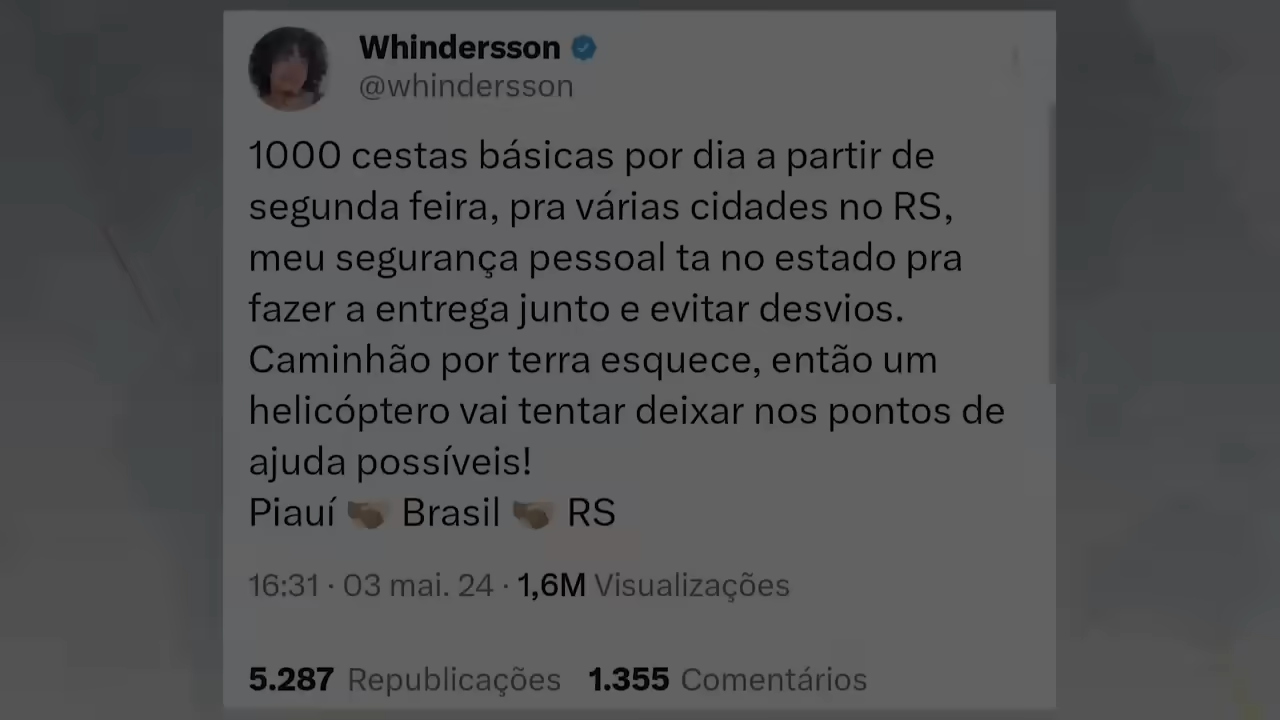 Whindersson
@whindersson
1000 cestas básicas por dia a partir de
segunda feira, pra várias cidades no RS,
meu segurança pessoal ta no estado pra
fazer a entrega junto e evitar desvios.
Caminhão por terra esquece, então um
helicóptero vai tentar deixar nos pontos de
ajuda possíveis!
Piauí 🤝🏽 Brasil 🤝🏽 RS
16:31 · 03 mai. 24 · 1,6M Visualizações
5.287 Republicações 1.355 Comentários